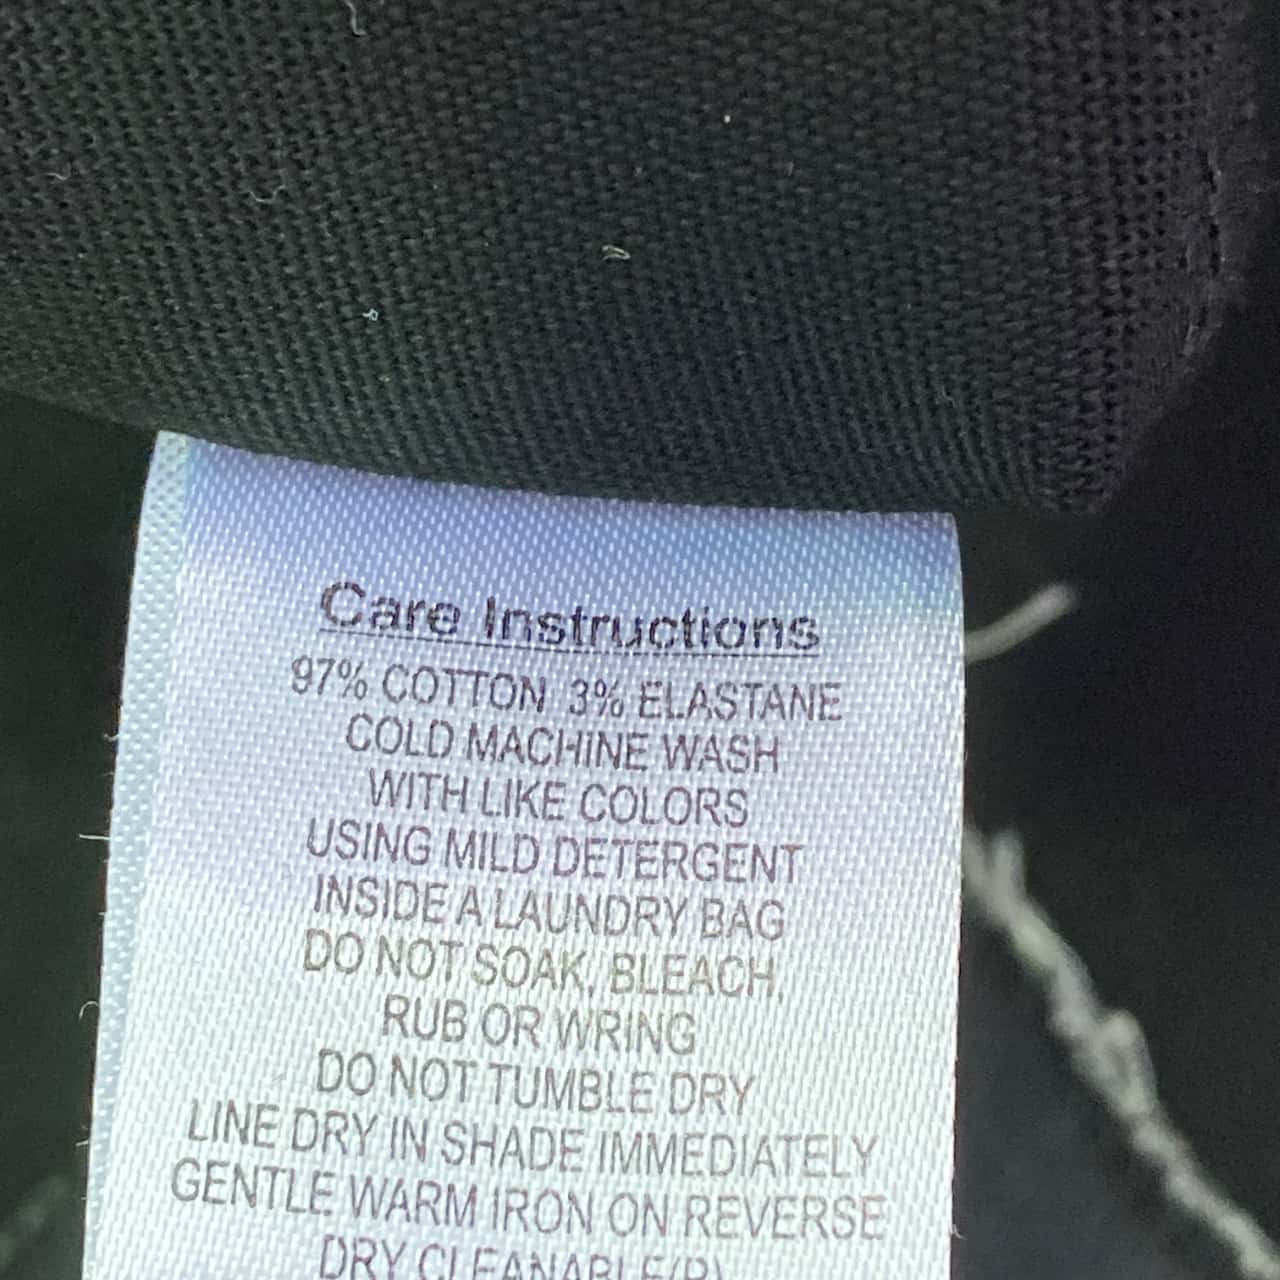 Care Instructions
97% COTTON 3% ELASTANE
COLD MACHINE WASH
WITH LIKE COLORS
USING MILD DETERGENT
INSIDE A LAUNDRY BAG
DO NOT SOAK, BLEACH,
RUB OR WRING
DO NOT TUMBLE DRY
LINE DRY IN SHADE IMMEDIATELY
GENTLE WARM IRON ON REVERSE
DRY CLEANABLE(P)